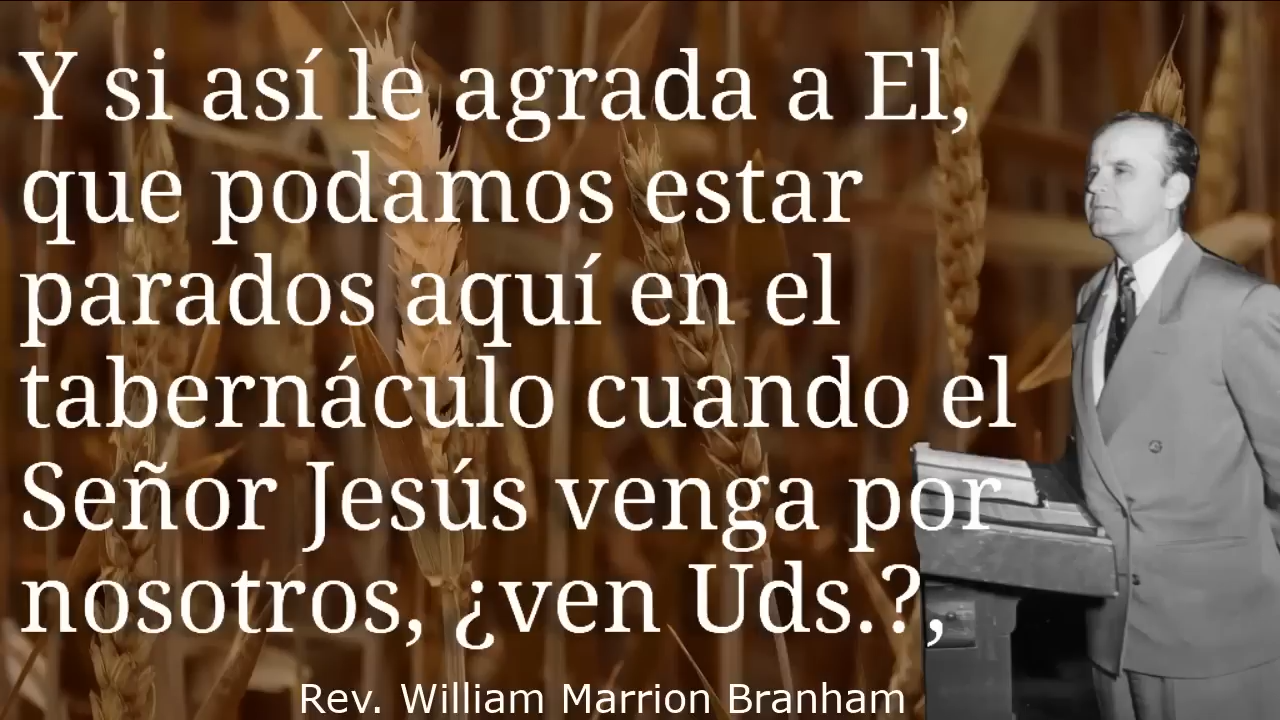 Y si así le agrada a El,
que podamos estar
parados aquí en el
tabernáculo cuando el
Señor Jesús venga por
nosotros, ¿ven Uds.?,
Rev. William Marrion Branham